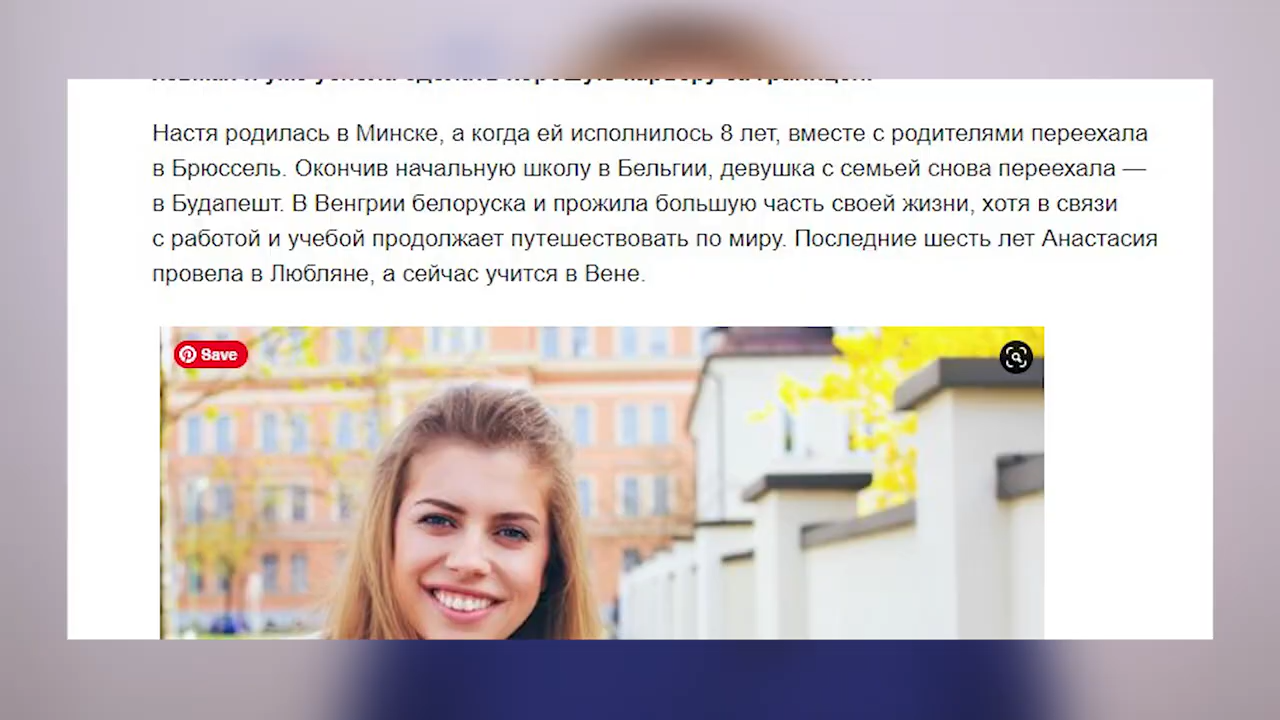 Настя родилась в Минске, а когда ей исполнилось 8 лет, вместе с родителями переехала
в Брюссель. Окончив начальную школу в Бельгии, девушка с семьей снова переехала —
в Будапешт. В Венгрии белоруска и прожила большую часть своей жизни, хотя в связи
с работой и учебой продолжает путешествовать по миру. Последние шесть лет Анастасия
провела в Любляне, а сейчас учится в Вене.
Save